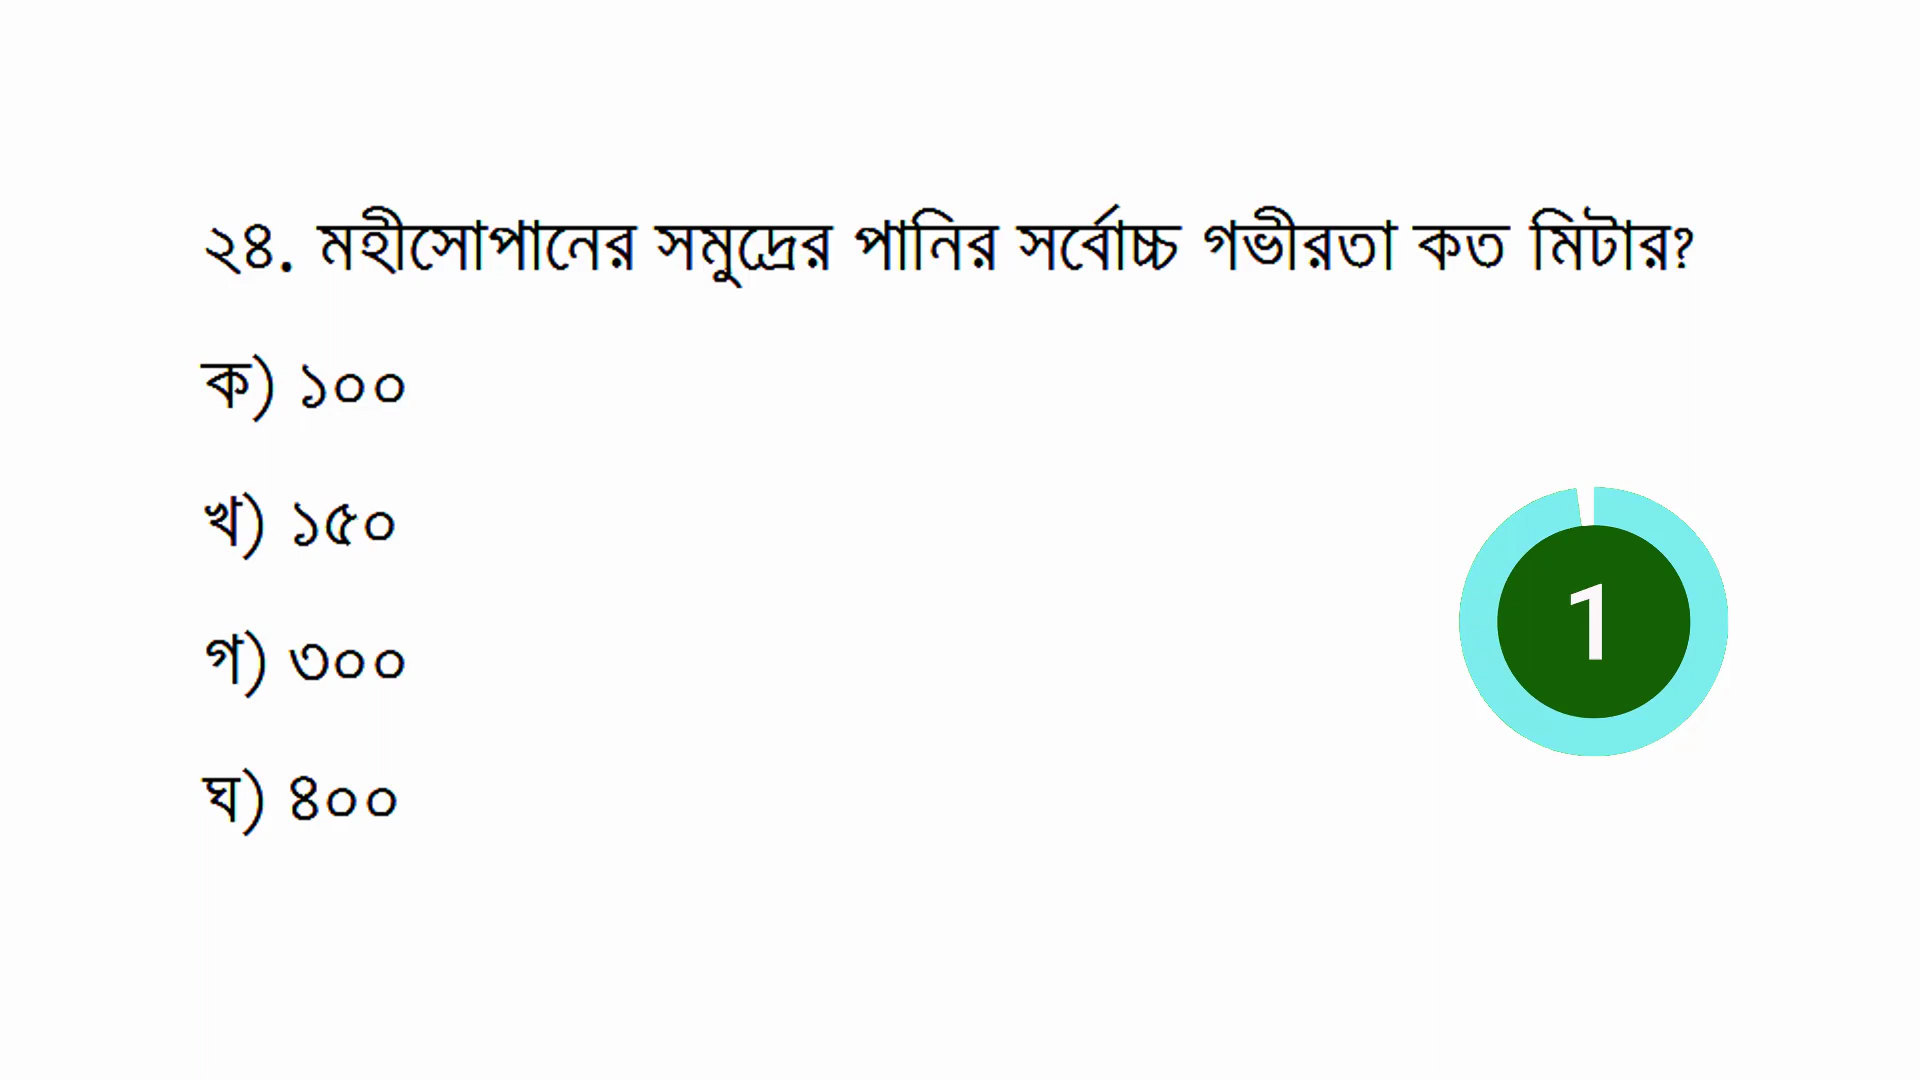 ২৪. মহীসোপানের সমুদ্রের পানির সর্বোচ্চ গভীরতা কত মিটার?
ক) ১০০
খ) ১৫০
গ) ৩০০
ঘ) ৪০০
1